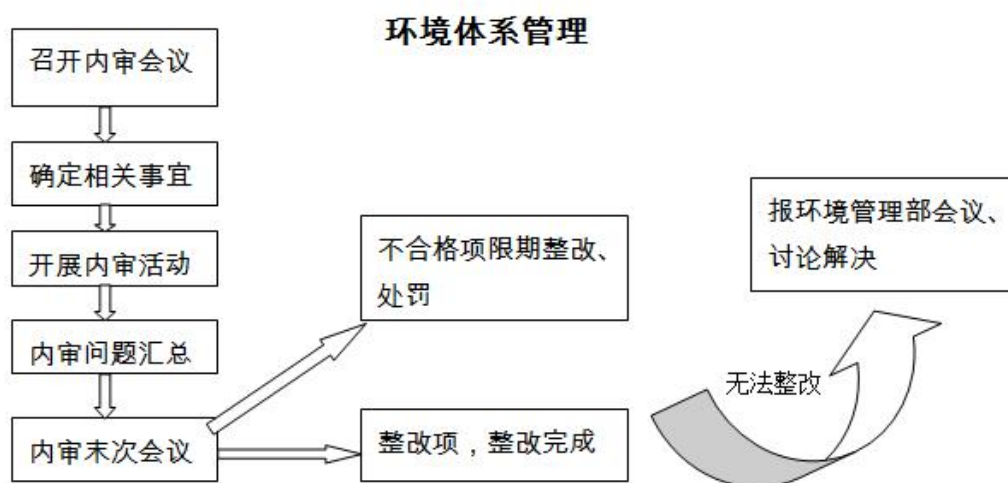 环境体系管理
召开内审会议
确定相关事宜
开展内审活动
内审问题汇总
内审末次会议
不合格项限期整改、
处罚
整改项，整改完成
无法整改
报环境管理部会议、
讨论解决